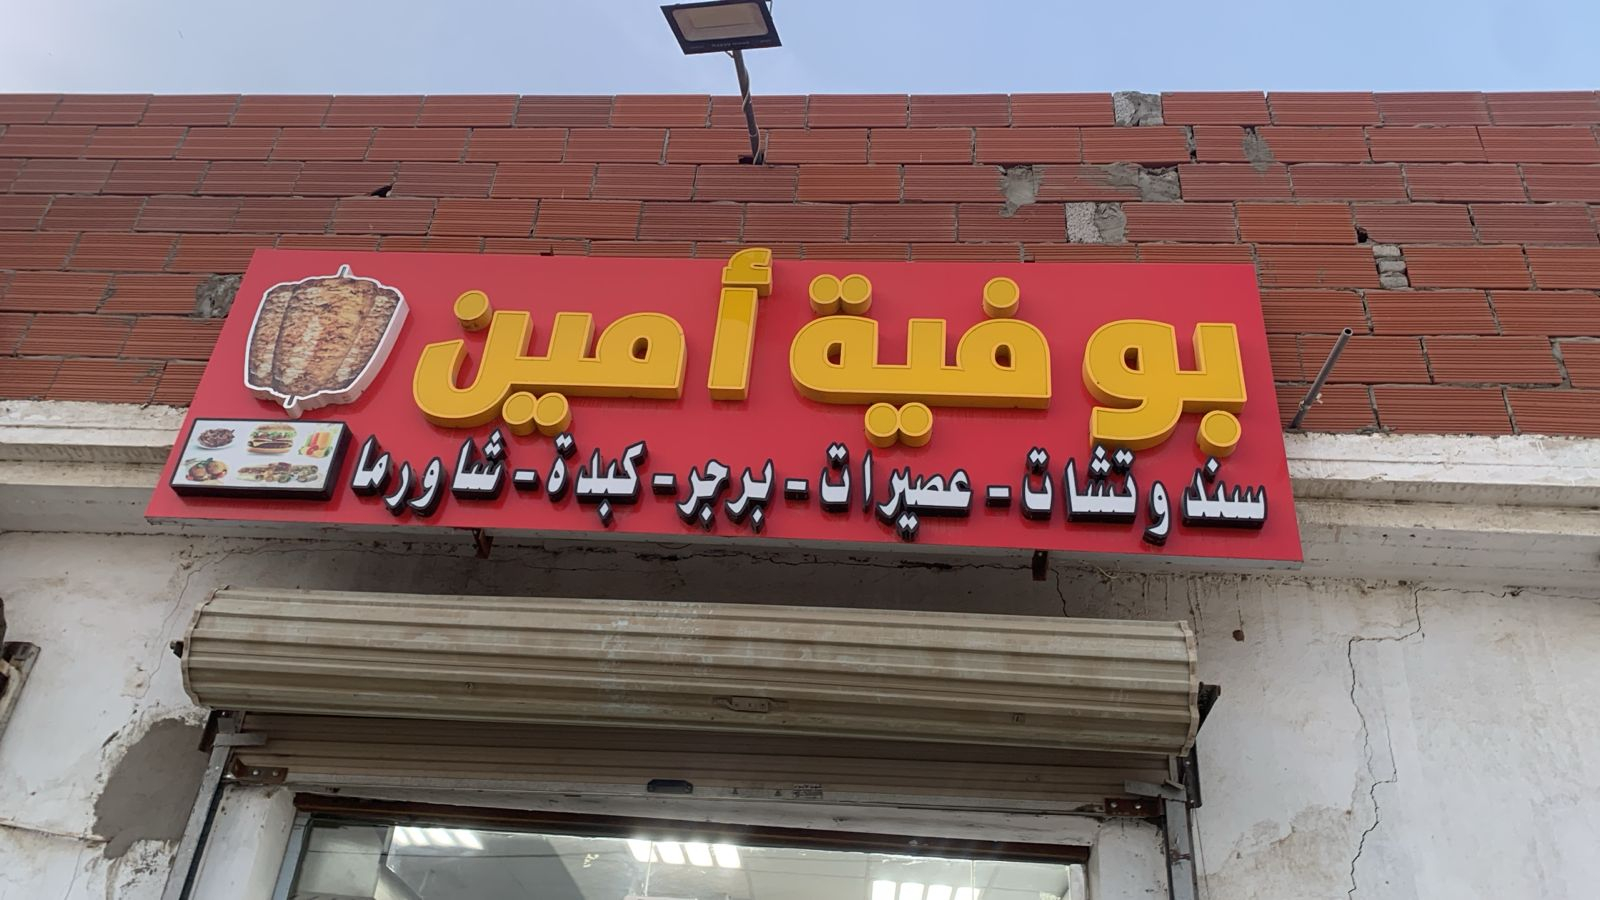 بوفية أمين
سندوتشات - عصيرات - برجر - كبدة - شاورما